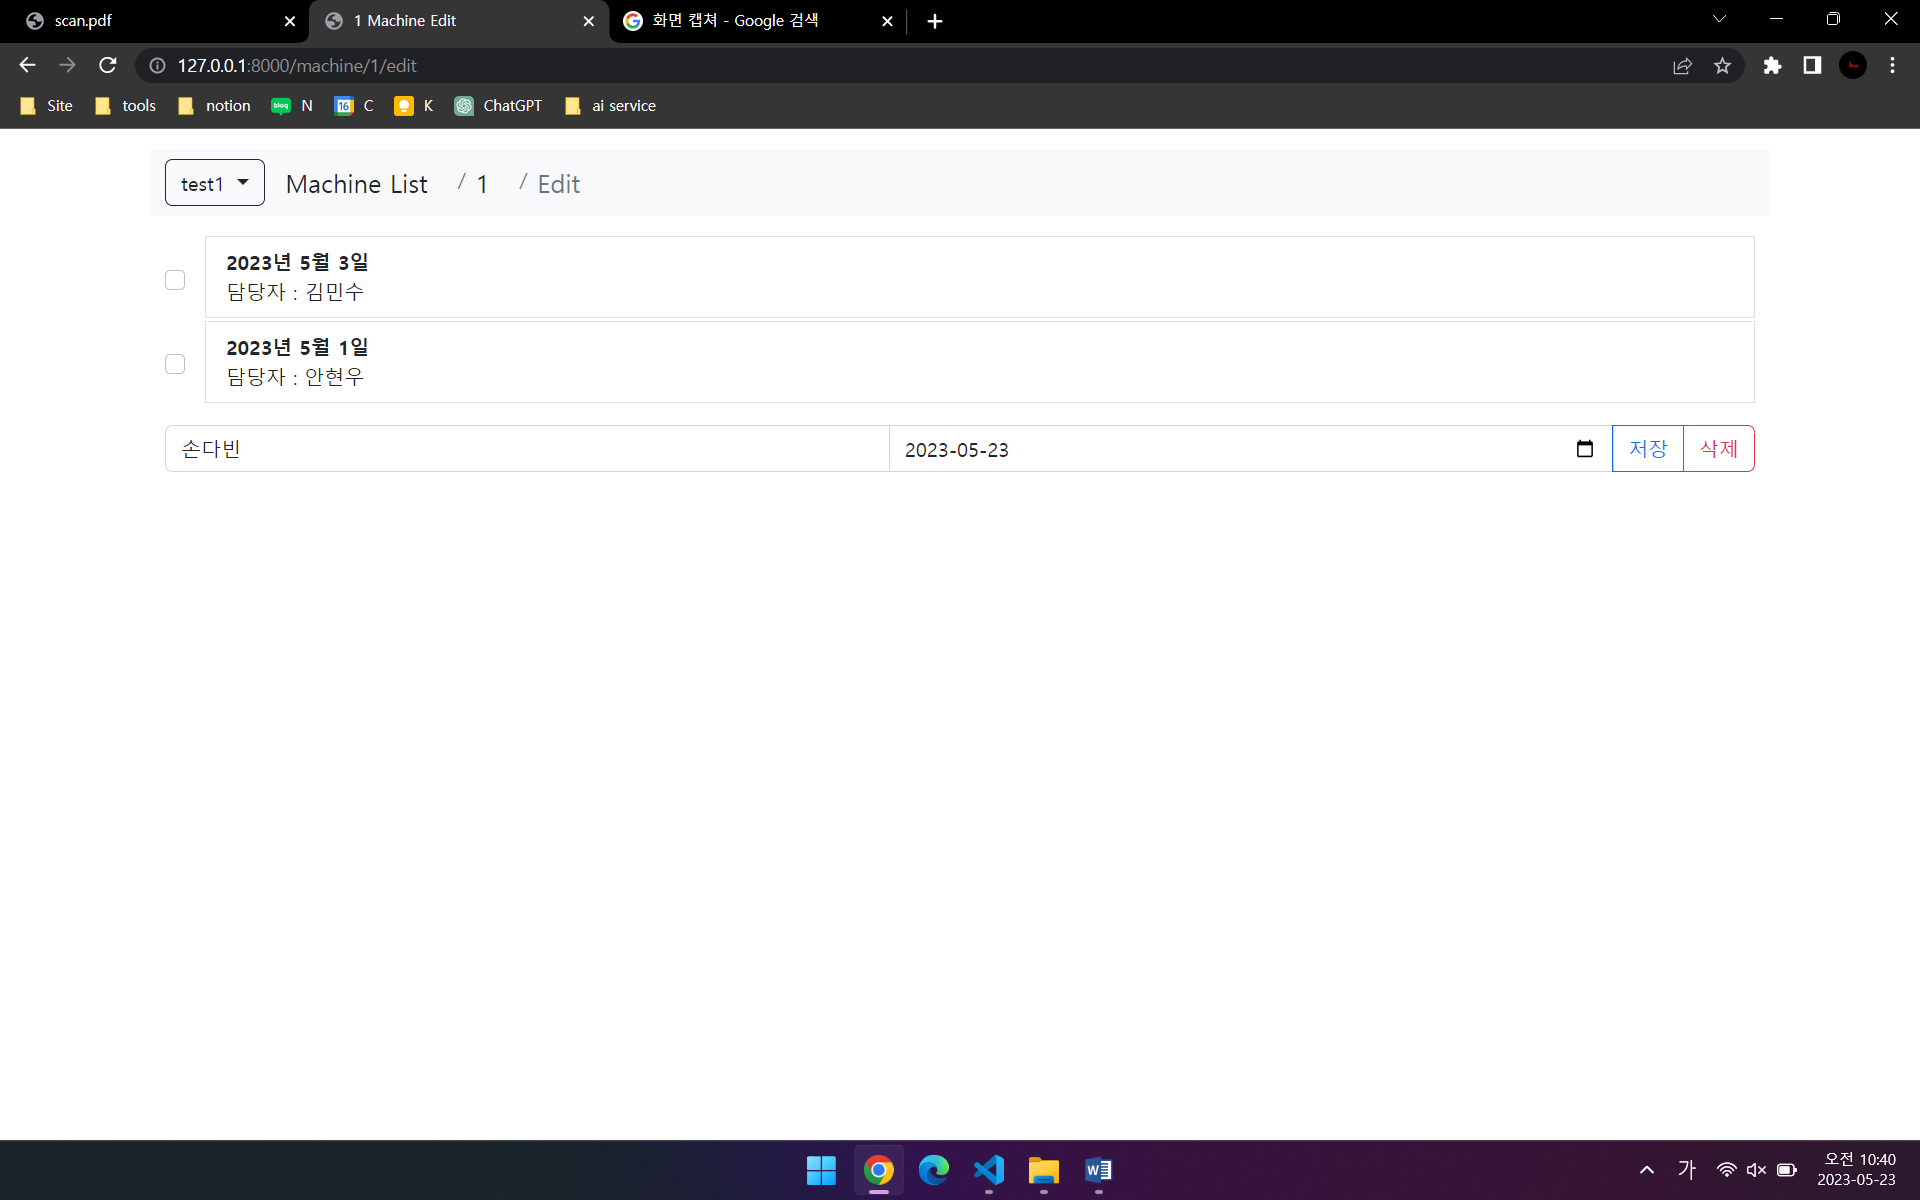 scan.pdf
1 Machine Edit
화면 캡쳐 - Google 검색
127.0.0.1:8000/machine/1/edit
Site tools notion N C K ChatGPT ai service
test1 Machine List / 1 / Edit
2023년 5월 3일
담당자 : 김민수
2023년 5월 1일
담당자 : 안현우
손다빈 2023-05-23 저장 삭제
가 오전 10:40
2023-05-23